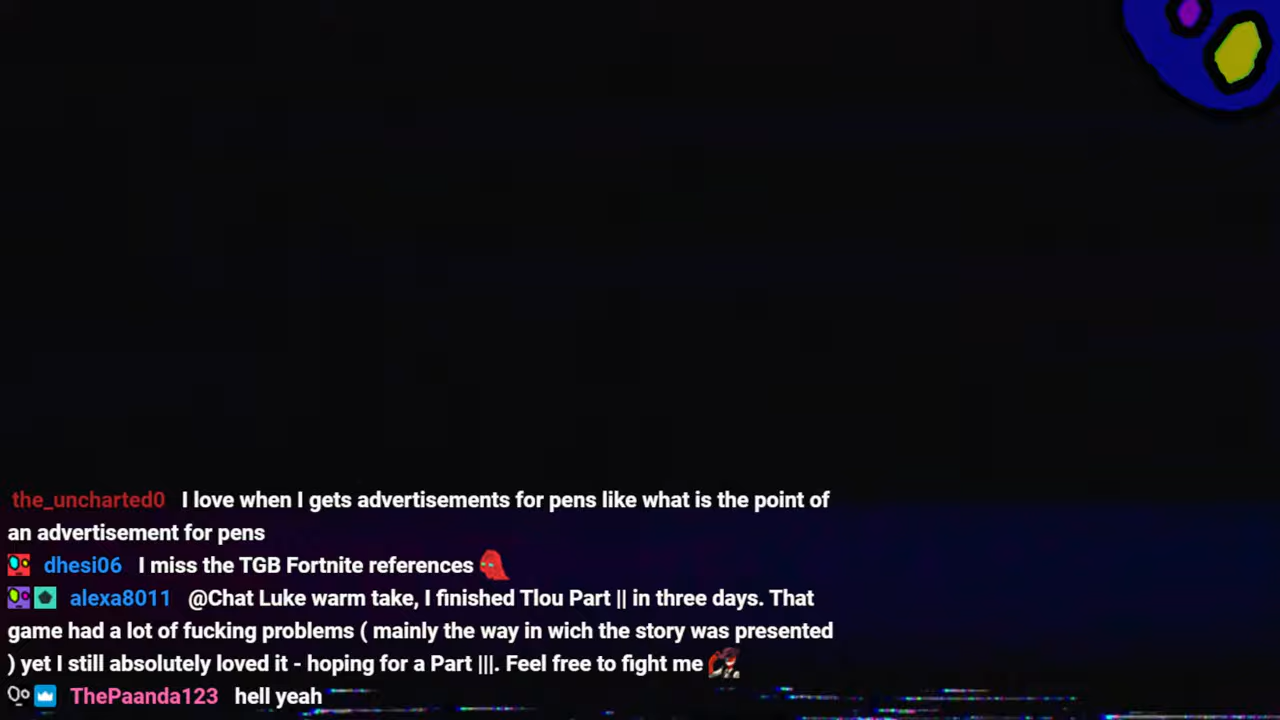 the_uncharted0 I love when I gets advertisements for pens like what is the point of
an advertisement for pens
dhesi06 I miss the TGB Fortnite references
alexa8011 @Chat Luke warm take, I finished Tlou Part || in three days. That
game had a lot of fucking problems ( mainly the way in wich the story was presented
) yet I still absolutely loved it - hoping for a Part |||. Feel free to fight me
ThePaanda123 hell yeah